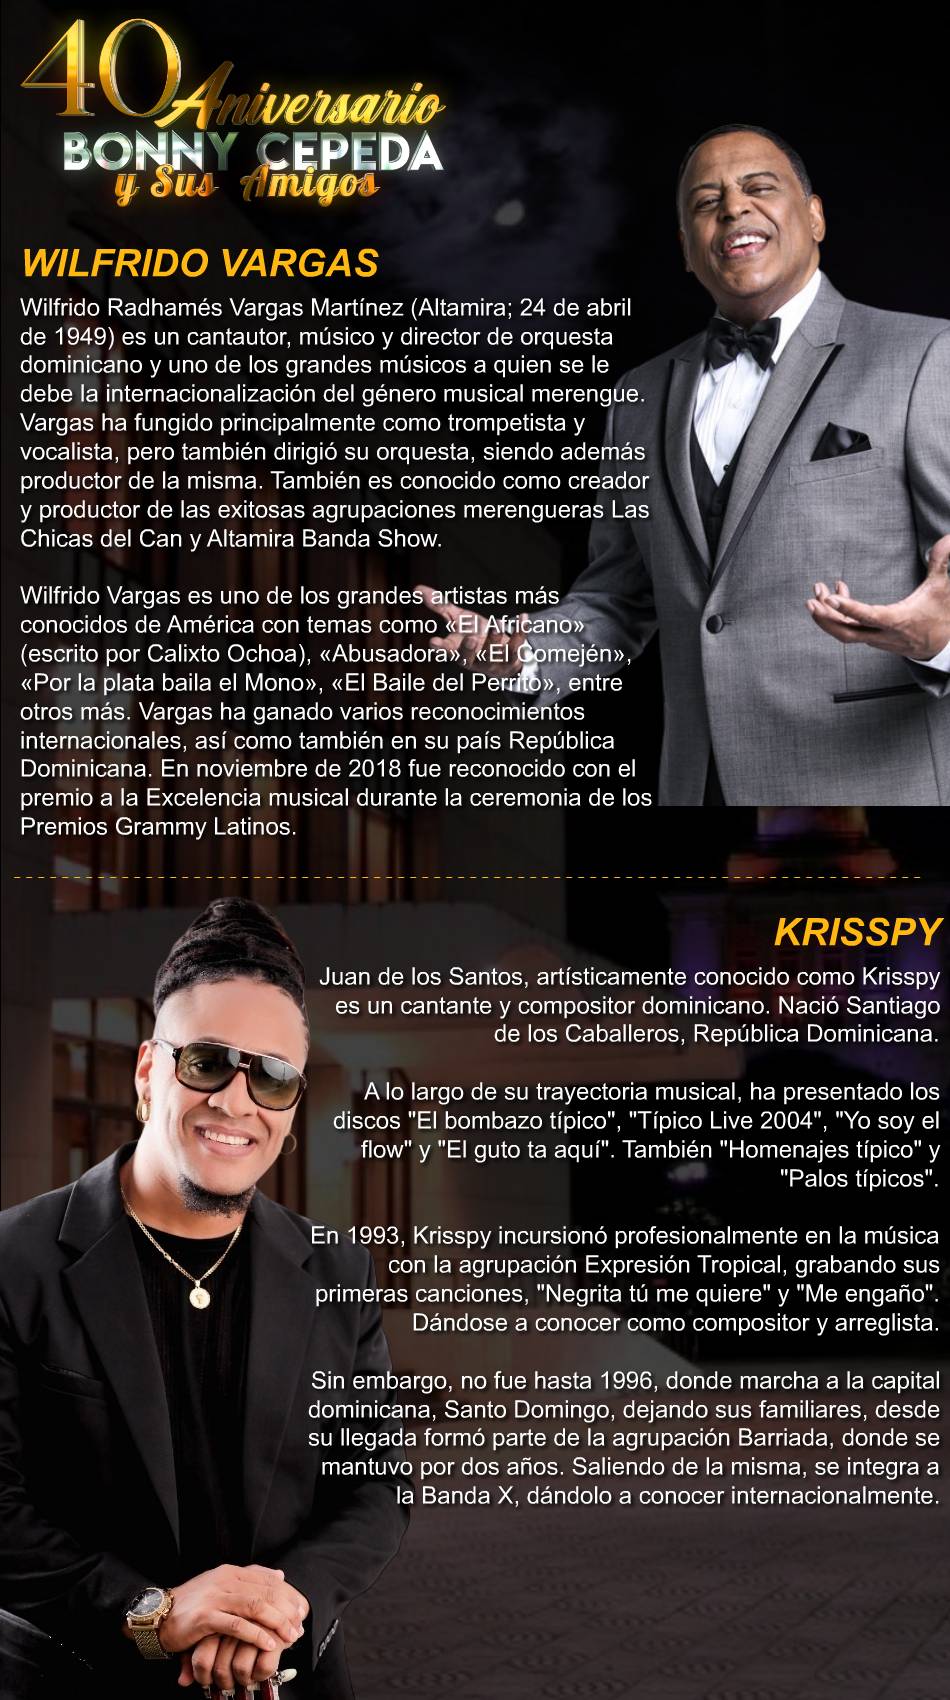 40 Aniversario
BONNY CEPEDA
y Sus Amigos
WILFRIDO VARGAS
Wilfrido Radhamés Vargas Martínez (Altamira; 24 de abril
de 1949) es un cantautor, músico y director de orquesta
dominicano y uno de los grandes músicos a quien se le
debe la internacionalización del género musical merengue.
Vargas ha fungido principalmente como trompetista y
vocalista, pero también dirigió su orquesta, siendo además
productor de la misma. También es conocido como creador
y productor de las exitosas agrupaciones merengueras Las
Chicas del Can y Altamira Banda Show.
Wilfrido Vargas es uno de los grandes artistas más
conocidos de América con temas como «El Africano»
(escrito por Calixto Ochoa), «Abusadora», «El Comején»,
«Por la plata baila el Mono», «El Baile del Perrito», entre
otros más. Vargas ha ganado varios reconocimientos
internacionales, así como también en su país República
Dominicana. En noviembre de 2018 fue reconocido con el
premio a la Excelencia musical durante la ceremonia de los
Premios Grammy Latinos.
KRISSPY
Juan de los Santos, artísticamente conocido como Krisspy
es un cantante y compositor dominicano. Nació Santiago
de los Caballeros, República Dominicana.
A lo largo de su trayectoria musical, ha presentado los
discos "El bombazo típico", "Típico Live 2004", "Yo soy el
flow" y "El guto ta aquí". También "Homenajes típico" y
"Palos típicos".
En 1993, Krisspy incursionó profesionalmente en la música
con la agrupación Expresión Tropical, grabando sus
primeras canciones, "Negrita tú me quiere" y "Me engaño".
Dándose a conocer como compositor y arreglista.
Sin embargo, no fue hasta 1996, donde marcha a la capital
dominicana, Santo Domingo, dejando sus familiares, desde
su llegada formó parte de la agrupación Barriada, donde se
mantuvo por dos años. Saliendo de la misma, se integra a
la Banda X, dándolo a conocer internacionalmente.